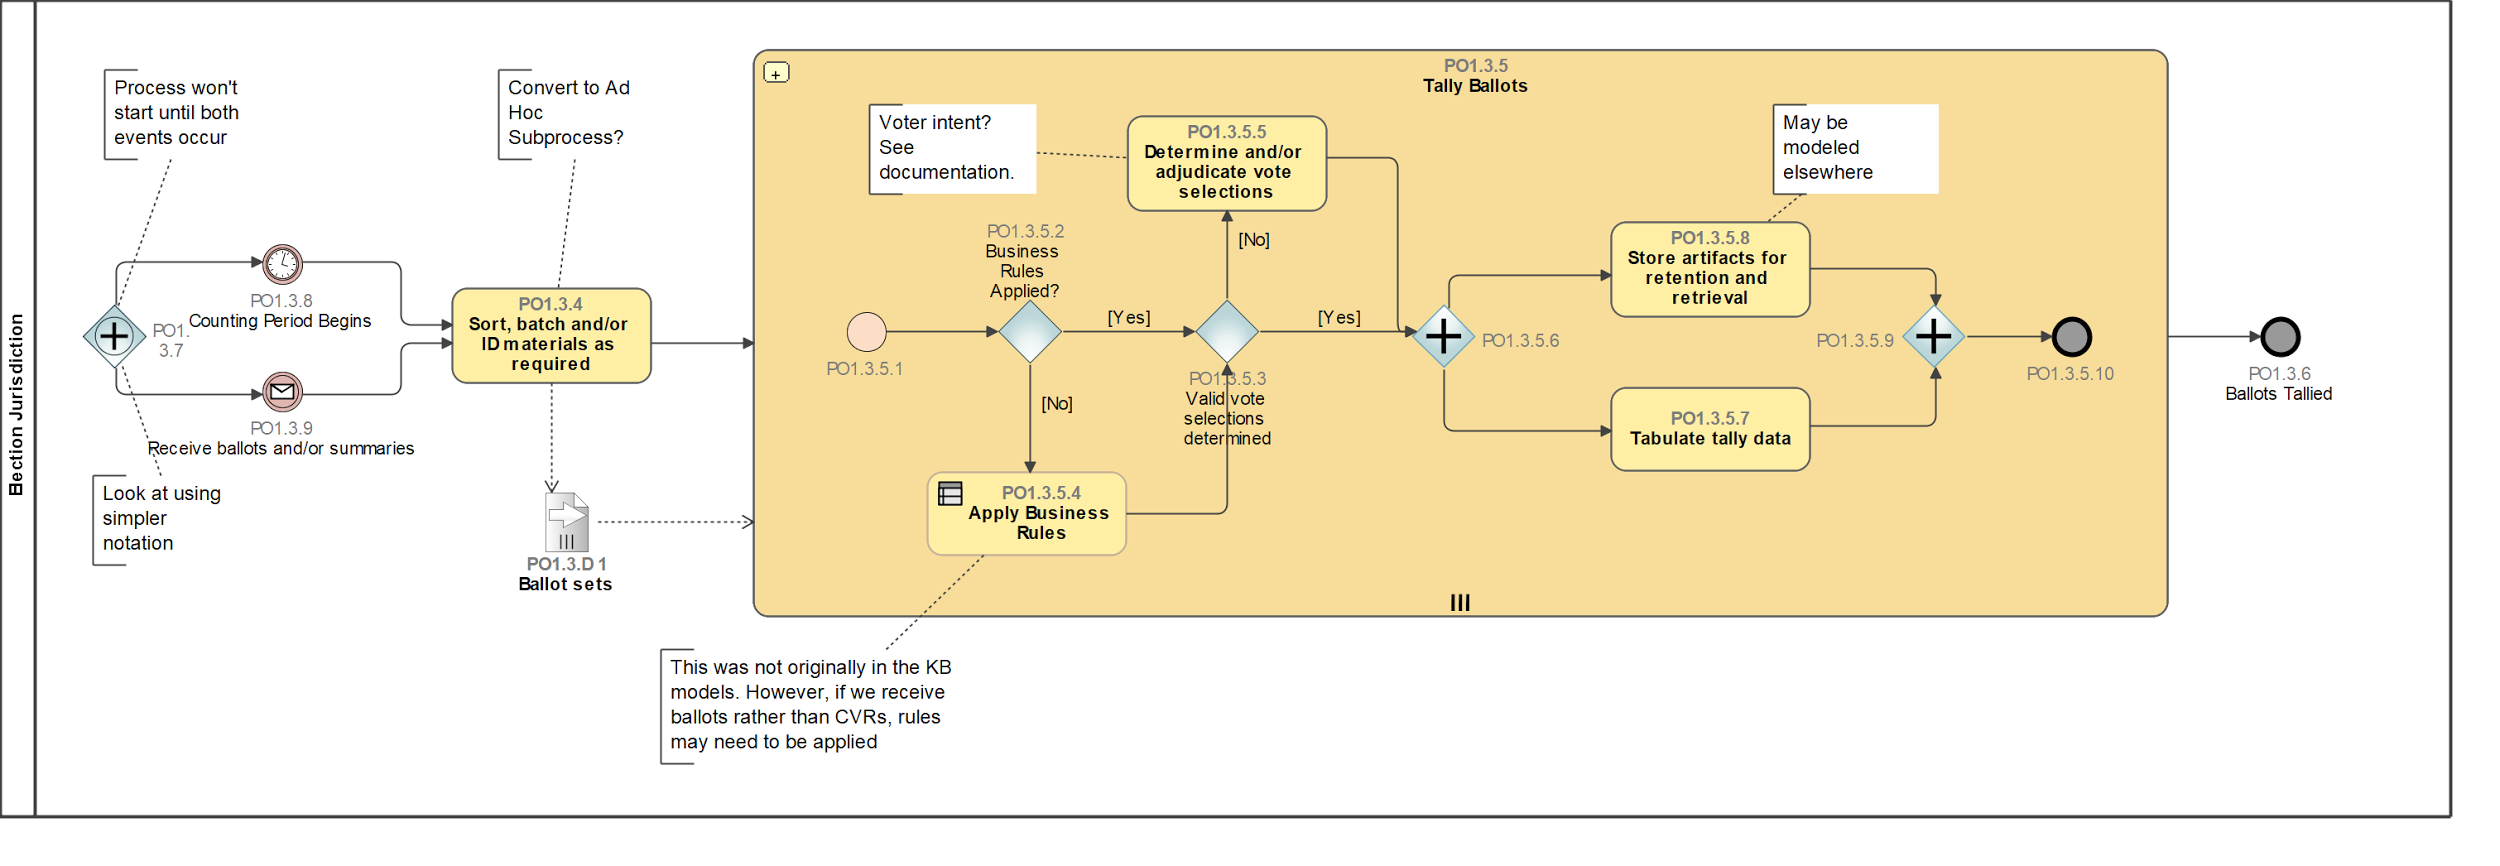 Bection Jurisdiction
Process won't
start until both
events occur
Convert to Ad
Hoc
Subprocess?
PO1.3.5
Tally Ballots
Voter intent?
See
documentation.
PO1.3.5.5
Determine and/or
adjudicate vote
selections
May be
modeled
elsewhere
PO1.3.5.2
Business
Rules
Applied?
[No]
PO1.3.5.8
Store artifacts for
retention and
retrieval
PO1.3.8
Counting Period Begins
PO1.
3.7
PO1.3.4
Sort, batch and/or
ID materials as
required
PO1.3.5.1
[Yes]
[Yes]
PO1.3.5.6
PO1.3.5.9
PO1.3.5.10
PO1.3.6
Ballots Tallied
PO1.3.5.3
Valid vote
selections
determined
[No]
PO1.3.9
Receive ballots and/or summaries
PO1.3.5.7
Tabulate tally data
Look at using
simpler
notation
PO1.3.5.4
Apply Business
Rules
PO1.3.D1
Ballot sets
This was not originally in the KB
models. However, if we receive
ballots rather than CVRs, rules
may need to be applied